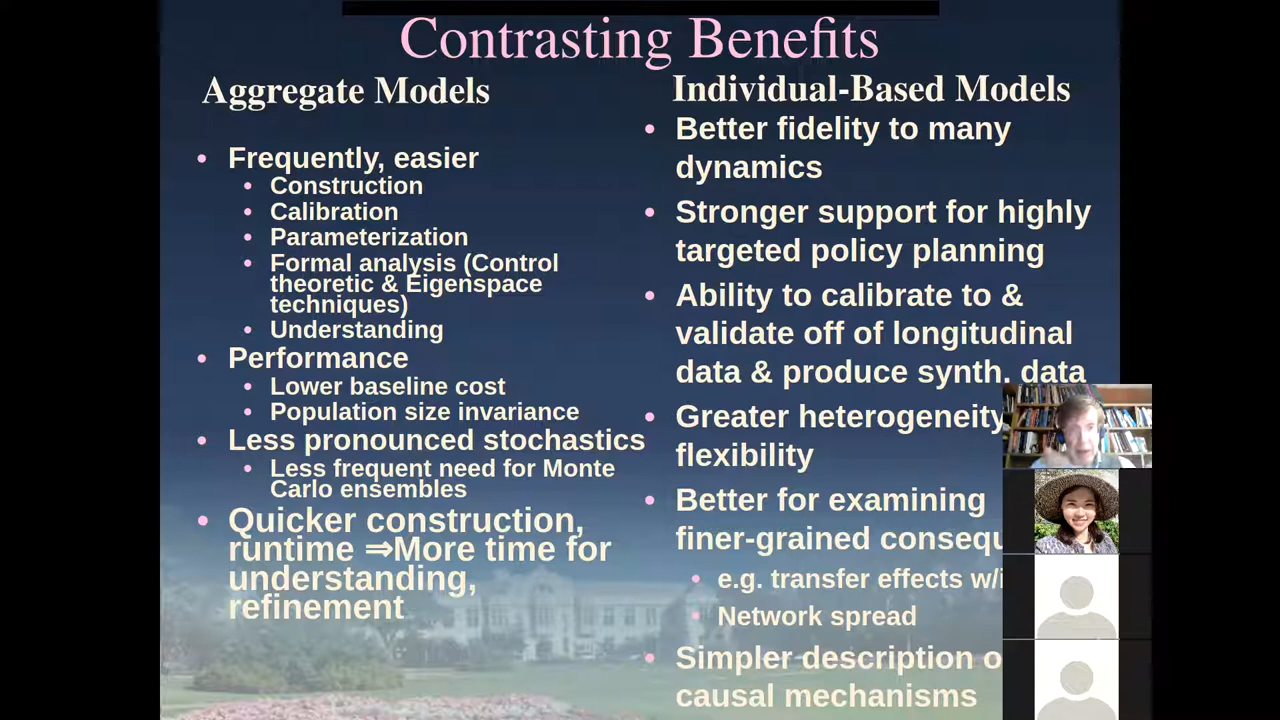 Contrasting Benefits
Aggregate Models
Frequently, easier
Construction
Calibration
Parameterization
Formal analysis (Control
theoretic & Eigenspace
techniques)
Understanding
Performance
Lower baseline cost
Population size invariance
Less pronounced stochastics
Less frequent need for Monte
Carlo ensembles
Quicker construction,
runtime ⇒More time for
understanding,
refinement
Individual-Based Models
Better fidelity to many
dynamics
Stronger support for highly
targeted policy planning
Ability to calibrate to &
validate off of longitudinal
data & produce synth. data
Greater heterogeneity
flexibility
Better for examining
finer-grained
e.g. transfer effects
Network spread
Simpler description
causal mechanisms